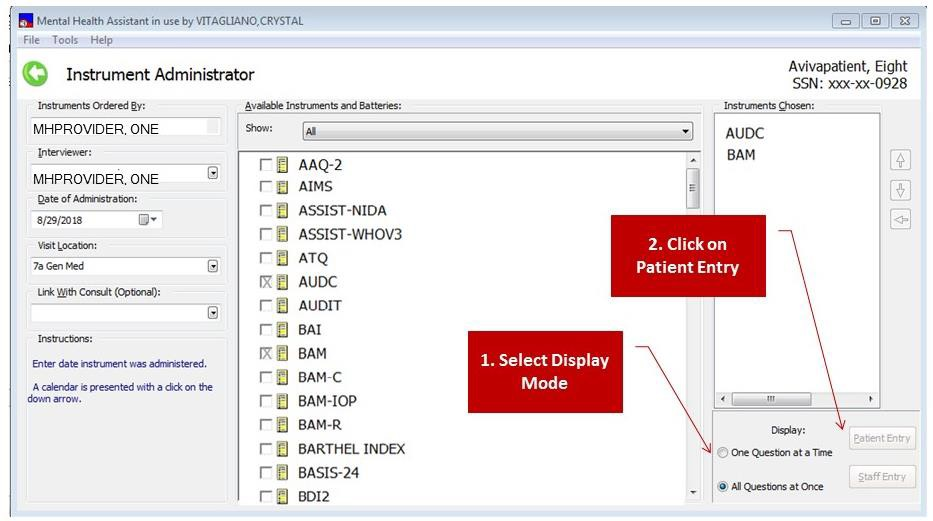 Mental Health Assistant in use by VITAGLIANO,CRYSTAL
File Tools Help
Instrument Administrator
Avivapatient, Eight
SSN: xxx-xx-0928
Instruments Ordered By:
MHPROVIDER, ONE
Interviewer:
MHPROVIDER, ONE
Date of Administration:
8/29/2018
Visit Location:
7a Gen Med
Link With Consult (Optional):
Instructions:
Enter date instrument was administered.
A calendar is presented with a click on the
down arrow.
Available Instruments and Batteries:
Show: All
AAQ-2
AIMS
ASSIST-NIDA
ASSIST-WHOV3
ATQ
AUDC
AUDIT
BAI
BAM
BAM-C
BAM-IOP
BAM-R
BARTHEL INDEX
BASIS-24
BDI2
Instruments Chosen:
AUDC
BAM
2. Click on
Patient Entry
1. Select Display
Mode
Display:
One Question at a Time
All Questions at Once
Patient Entry
Staff Entry